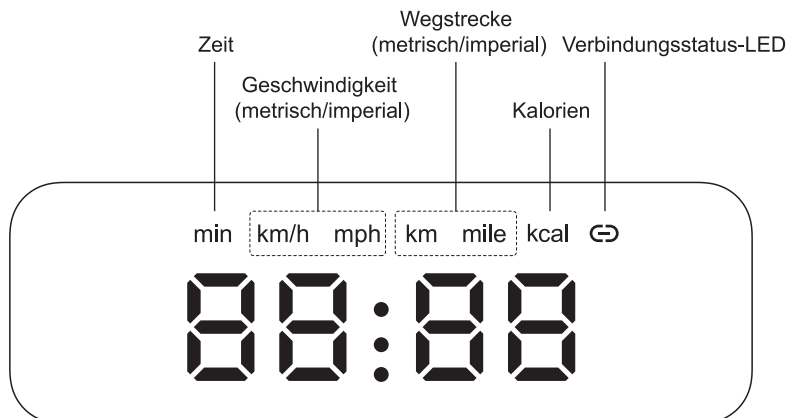 Wegstrecke
(metrisch/imperial)
Zeit
Verbindungsstatus-LED
Geschwindigkeit
(metrisch/imperial)
Kalorien
min km/h mph km mile kcal
88:88